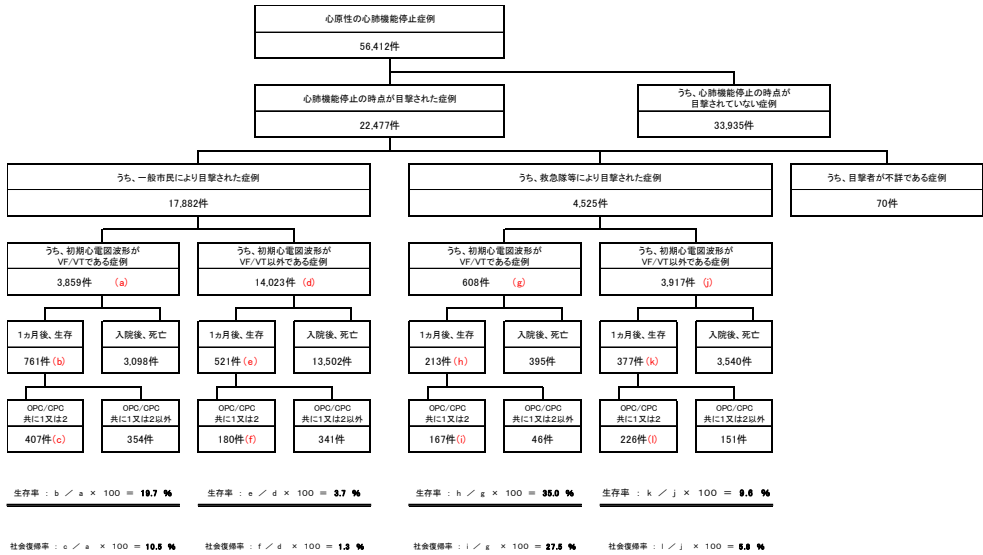 心原性の心肺機能停止症例
56,412件
心肺機能停止の時点が目撃された症例
22,477件
うち、心肺機能停止の時点が
目撃されていない症例
33,935件
うち、一般市民により目撃された症例
17,882件
うち、救急隊等により目撃された症例
4,525件
うち、目撃者が不詳である症例
70件
うち、初期心電図波形が
VF/VTである症例
3,859件 (a)
うち、初期心電図波形が
VF/VT以外である症例
14,023件 (d)
うち、初期心電図波形が
VF/VTである症例
608件 (g)
うち、初期心電図波形が
VF/VT以外である症例
3,917件 (j)
1ヵ月後、生存
761件(b)
入院後、死亡
3,098件
1ヵ月後、生存
521件(e)
入院後、死亡
13,502件
1ヵ月後、生存
213件(h)
入院後、死亡
395件
1ヵ月後、生存
377件(k)
入院後、死亡
3,540件
OPC/CPC
共に1又は2
407件(c)
OPC/CPC
共に1又は2以外
354件
OPC/CPC
共に1又は2
180件(f)
OPC/CPC
共に1又は2以外
341件
OPC/CPC
共に1又は2
167件(i)
OPC/CPC
共に1又は2以外
46件
OPC/CPC
共に1又は2
226件(l)
OPC/CPC
共に1又は2以外
151件
生存率 : b / a × 100 = 19.7 %
生存率 : e / d × 100 = 3.7 %
生存率 : h / g × 100 = 35.0 %
生存率 : k / j × 100 = 9.6 %
社会復帰率 : c / a × 100 = 10.5 %
社会復帰率 : f / d × 100 = 1.3 %
社会復帰率 : i / g × 100 = 27.5 %
社会復帰率 : l / j × 100 = 5.8 %